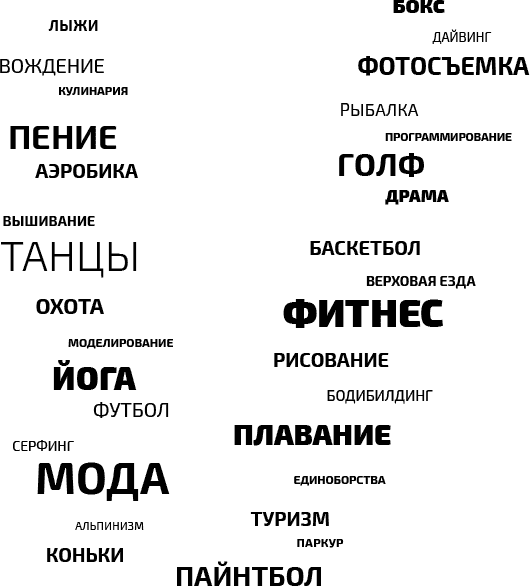 БОКС
ЛЫЖИ
ДАЙВИНГ
ВОЖДЕНИЕ
ФОТОСЪЕМКА
КУЛИНАРИЯ
РЫБАЛКА
ПЕНИЕ
ПРОГРАММИРОВАНИЕ
ГОЛФ
АЭРОБИКА
ДРАМА
ВЫШИВАНИЕ
БАСКЕТБОЛ
ТАНЦЫ
ВЕРХОВАЯ ЕЗДА
ОХОТА
ФИТНЕС
МОДЕЛИРОВАНИЕ
РИСОВАНИЕ
ЙОГА
БОДИБИЛДИНГ
ФУТБОЛ
ПЛАВАНИЕ
СЕРФИНГ
МОДА
ЕДИНОБОРСТВА
ТУРИЗМ
АЛЬПИНИЗМ
ПАРКУР
КОНЬКИ
ПАЙНТБОЛ